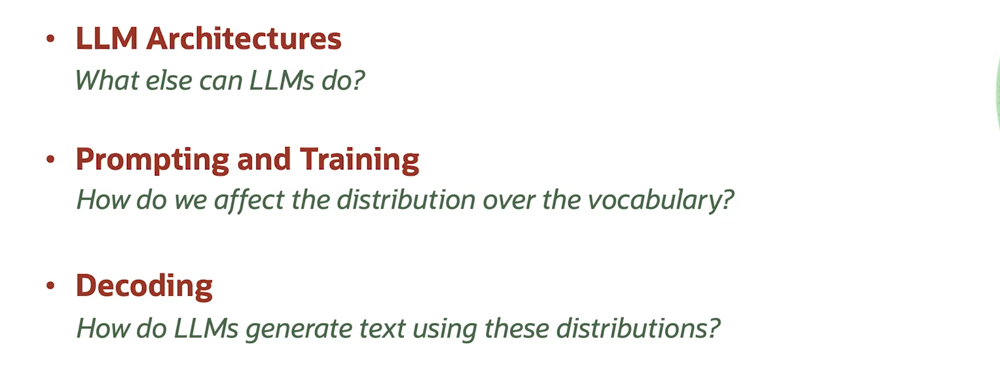 • LLM Architectures
What else can LLMs do?
• Prompting and Training
How do we affect the distribution over the vocabulary?
• Decoding
How do LLMs generate text using these distributions?